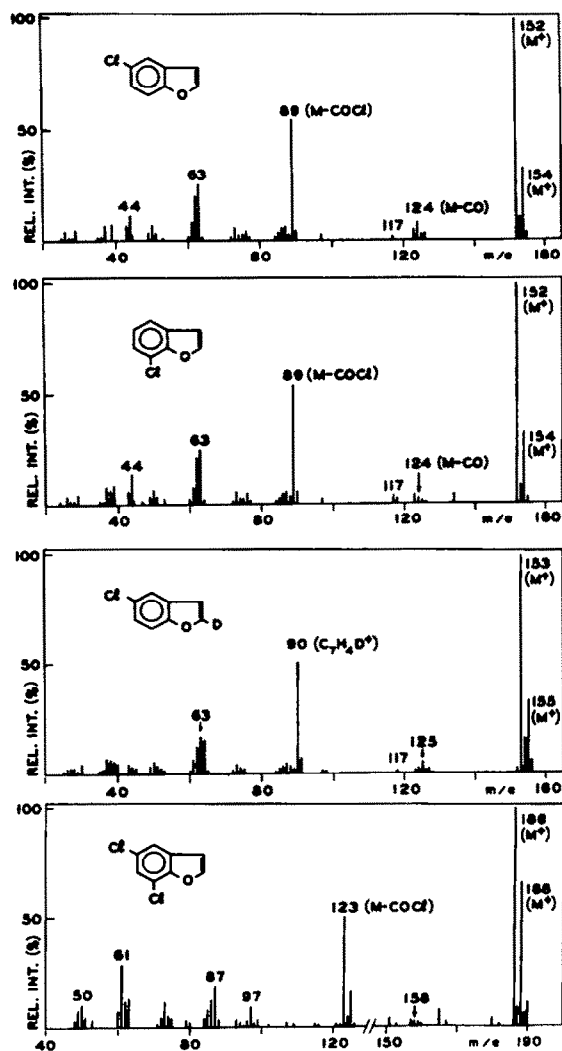 100
152
(M+)
Cl
O
89 (M-COCl)
50
REL. INT. (%)
63
154
(M+)
44
124 (M-CO)
117
40
80
120
m/e
160
100
152
(M+)
O
Cl
89 (M-COCl)
50
REL. INT. (%)
63
154
(M+)
44
124 (M-CO)
117
40
80
120
m/e
160
100
153
(M+)
Cl
O
D
90 (C7H4D+)
50
REL. INT. (%)
63
155
(M+)
125
117
40
80
120
m/e
160
100
186
(M+)
Cl
O
Cl
188
(M+)
123 (M-COCl)
50
REL. INT. (%)
61
87
50
97
158
40
80
120
m/e
190